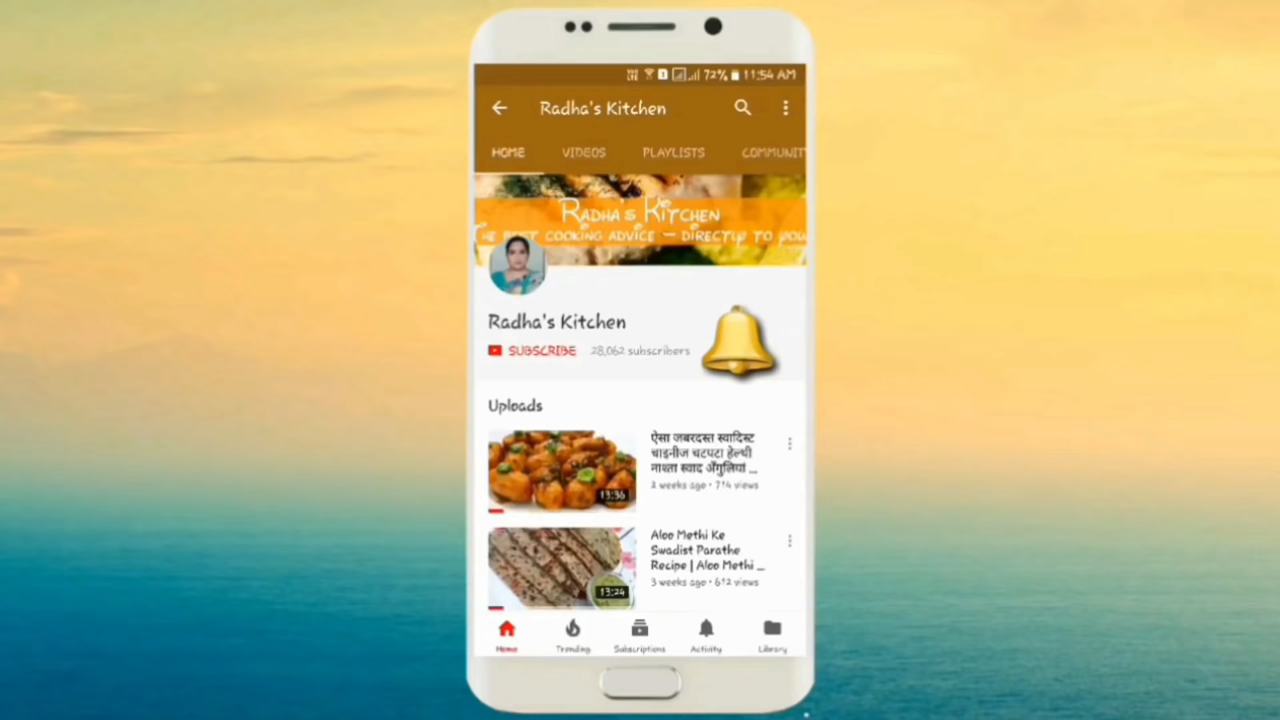 72% 11:54 AM
Radha's Kitchen
HOME VIDEOS PLAYLISTS COMMUNIT
RADHA'S KITCHEN
THE BEST COOKING ADVICE – DIRECTLY TO YOU
Radha's Kitchen
SUBSCRIBE 28,062 subscribers
Uploads
ऐसा जबरदस्त स्वादिस्ट
चाइनीज चटपटा हेल्थी
नाश्ता स्वाद अँगुलियां ...
2 weeks ago • 714 views
13:36
Aloo Methi Ke
Swadist Parathe
Recipe | Aloo Methi ...
3 weeks ago • 612 views
13:24
Home Trending Subscriptions Activity Library